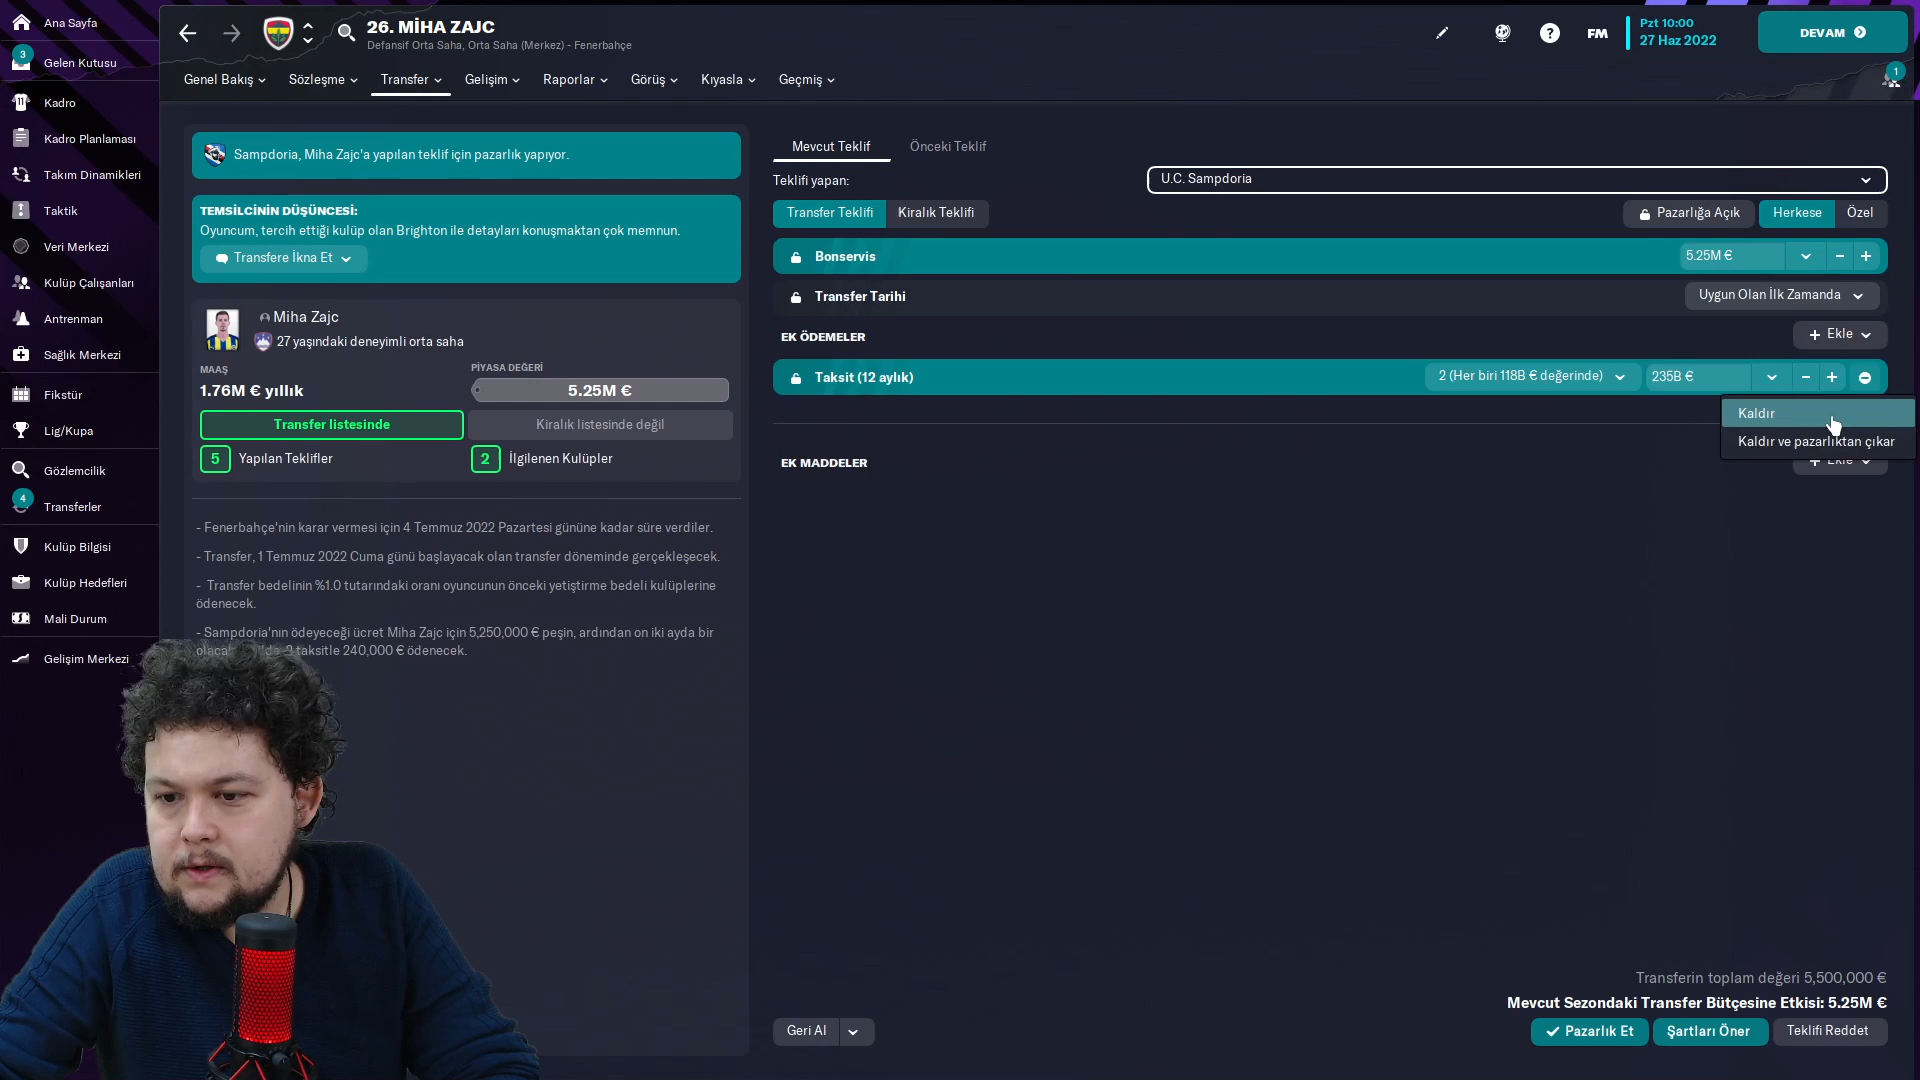 Ana Sayfa
3
Gelen Kutusu
Kadro
Kadro Planlaması
Takım Dinamikleri
Taktik
Veri Merkezi
Kulüp Çalışanları
Antrenman
Sağlık Merkezi
Fikstür
Lig/Kupa
Gözlemcilik
4
Transferler
Kulüp Bilgisi
Kulüp Hedefleri
Mali Durum
Gelişim Merkezi
26. MİHA ZAJC
Defansif Orta Saha, Orta Saha (Merkez) - Fenerbahçe
FM
Pzt 10:00
27 Haz 2022
DEVAM
Genel Bakış
Sözleşme
Transfer
Gelişim
Raporlar
Görüş
Kıyasla
Geçmiş
1
Sampdoria, Miha Zajc'a yapılan teklif için pazarlık yapıyor.
TEMSİLCİNİN DÜŞÜNCESİ:
Oyuncum, tercih ettiği kulüp olan Brighton ile detayları konuşmaktan çok memnun.
Transfere İkna Et
Miha Zajc
27 yaşındaki deneyimli orta saha
MAAŞ
1.76M € yıllık
PİYASA DEĞERİ
5.25M €
Transfer listesinde
Kiralık listesinde değil
5 Yapılan Teklifler
2 İlgilenen Kulüpler
- Fenerbahçe'nin karar vermesi için 4 Temmuz 2022 Pazartesi gününe kadar süre verdiler.
- Transfer, 1 Temmuz 2022 Cuma günü başlayacak olan transfer döneminde gerçekleşecek.
- Transfer bedelinin %1.0 tutarındaki oranı oyuncunun önceki yetiştirme bedeli kulüplerine
ödenecek.
- Sampdoria'nın ödeyeceği ücret Miha Zajc için 5,250,000 € peşin, ardından on iki ayda bir
taksitle 240,000 € ödenecek.
Mevcut Teklif
Önceki Teklif
Teklifi yapan:
U.C. Sampdoria
Transfer Teklifi
Kiralık Teklifi
Pazarlığa Açık
Herkese
Özel
Bonservis
5.25M €
Transfer Tarihi
Uygun Olan İlk Zamanda
EK ÖDEMELER
+ Ekle
Taksit (12 aylık)
2 (Her biri 118B € değerinde)
235B €
Kaldır
Kaldır ve pazarlıktan çıkar
EK MADDELER
+ Ekle
Transferin toplam değeri 5,500,000 €
Mevcut Sezondaki Transfer Bütçesine Etkisi: 5.25M €
Geri Al
Pazarlık Et
Şartları Öner
Teklifi Reddet